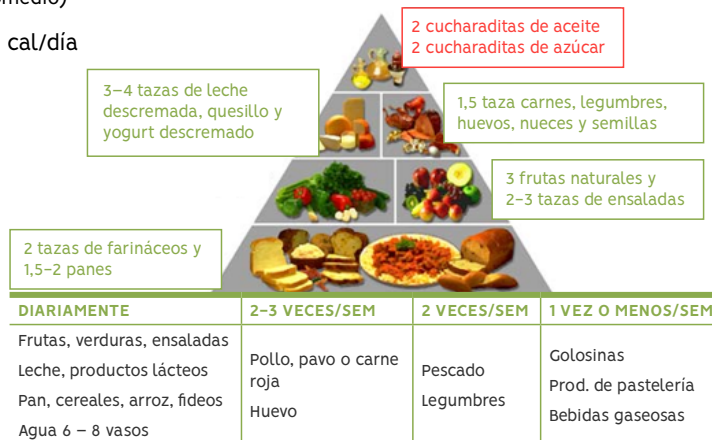 cal/día
2 cucharaditas de aceite
2 cucharaditas de azúcar
3–4 tazas de leche
descremada, quesillo y
yogurt descremado
1,5 taza carnes, legumbres,
huevos, nueces y semillas
3 frutas naturales y
2–3 tazas de ensaladas
2 tazas de farináceos y
1,5–2 panes
DIARIAMENTE
Frutas, verduras, ensaladas
Leche, productos lácteos
Pan, cereales, arroz, fideos
Agua 6 – 8 vasos
2–3 VECES/SEM
Pollo, pavo o carne
roja
Huevo
2 VECES/SEM
Pescado
Legumbres
1 VEZ O MENOS/SEM
Golosinas
Prod. de pastelería
Bebidas gaseosas